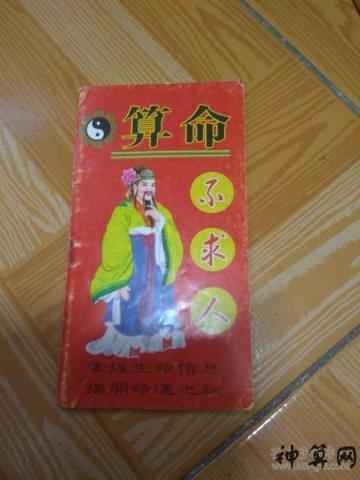 算命
不
求
人
掌握生命信息
揭開命運之秘
神算网